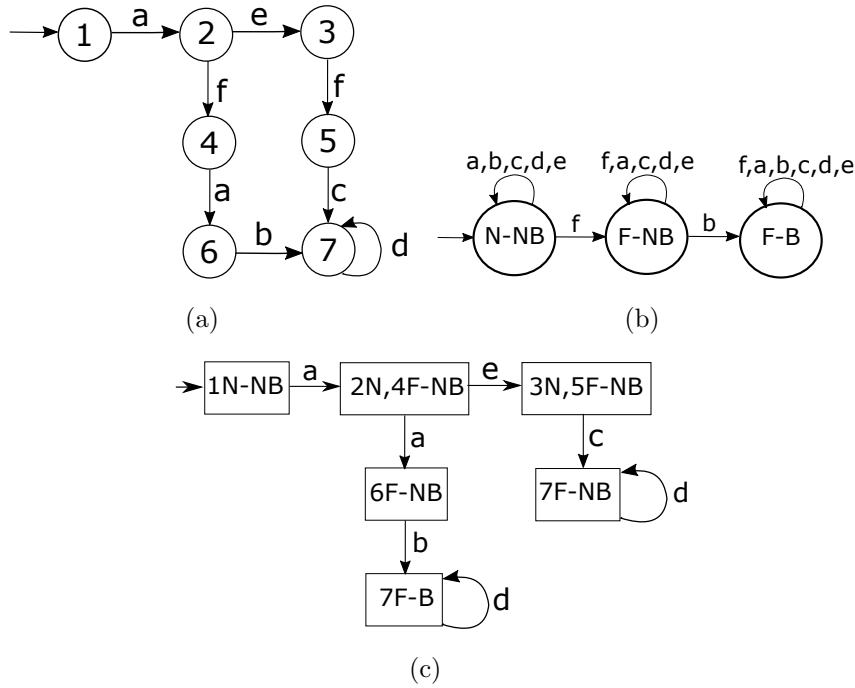 1 a 2 e 3
f f
4 5
a c
6 b 7 d
(a)
a,b,c,d,e f,a,c,d,e f,a,b,c,d,e
N-NB f F-NB b F-B
(b)
1N-NB a 2N,4F-NB e 3N,5F-NB
a c
6F-NB 7F-NB d
b
7F-B d
(c)